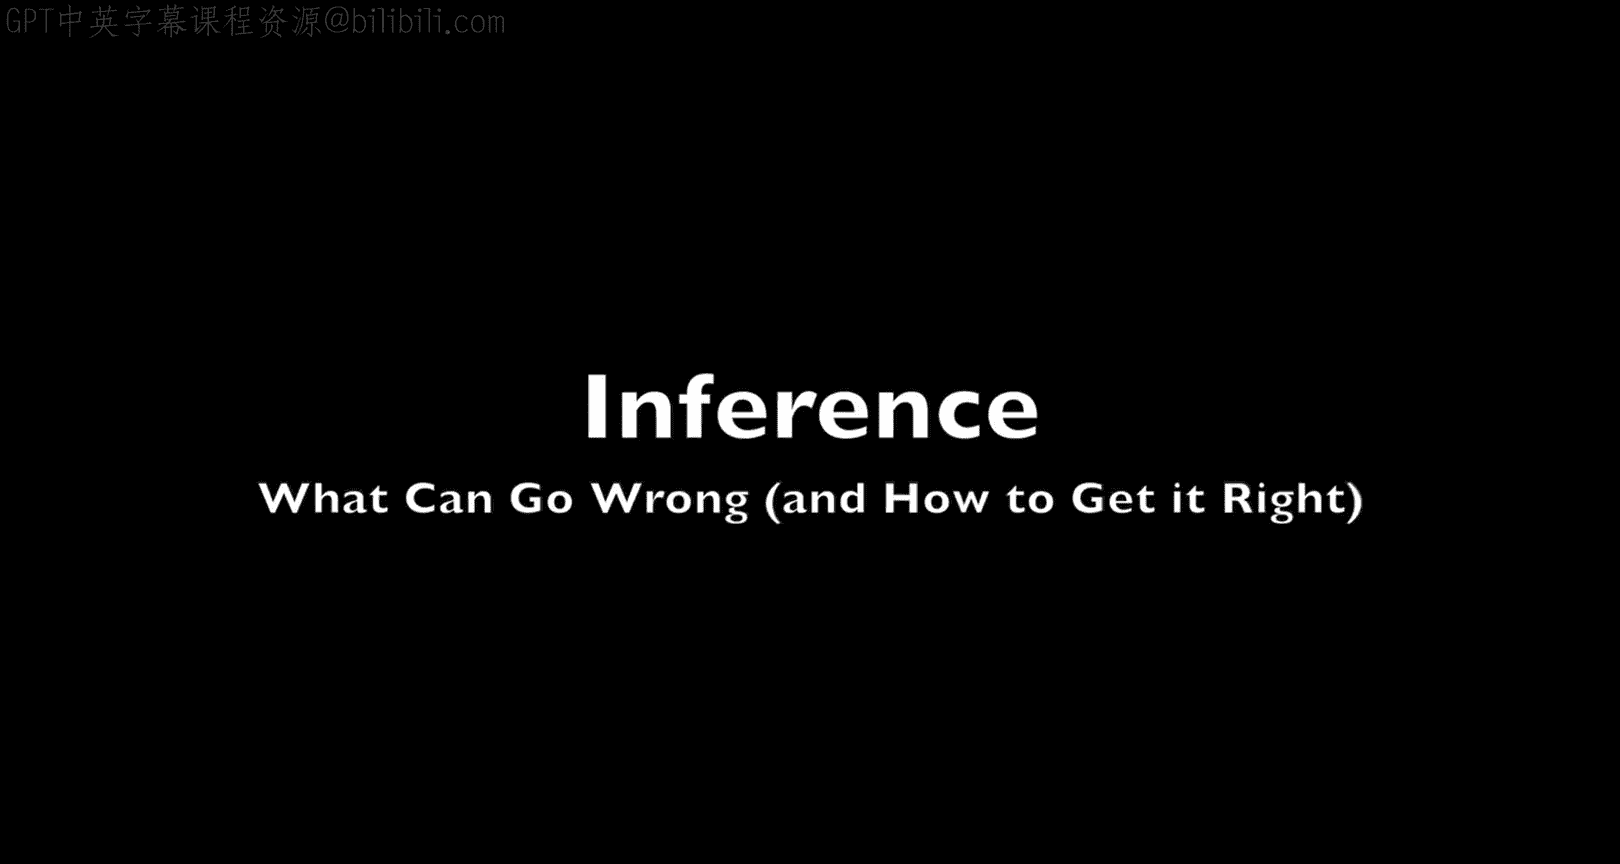 GPT中英字幕课程资源@bilibili.com
Inference
What Can Go Wrong (and How to Get it Right)